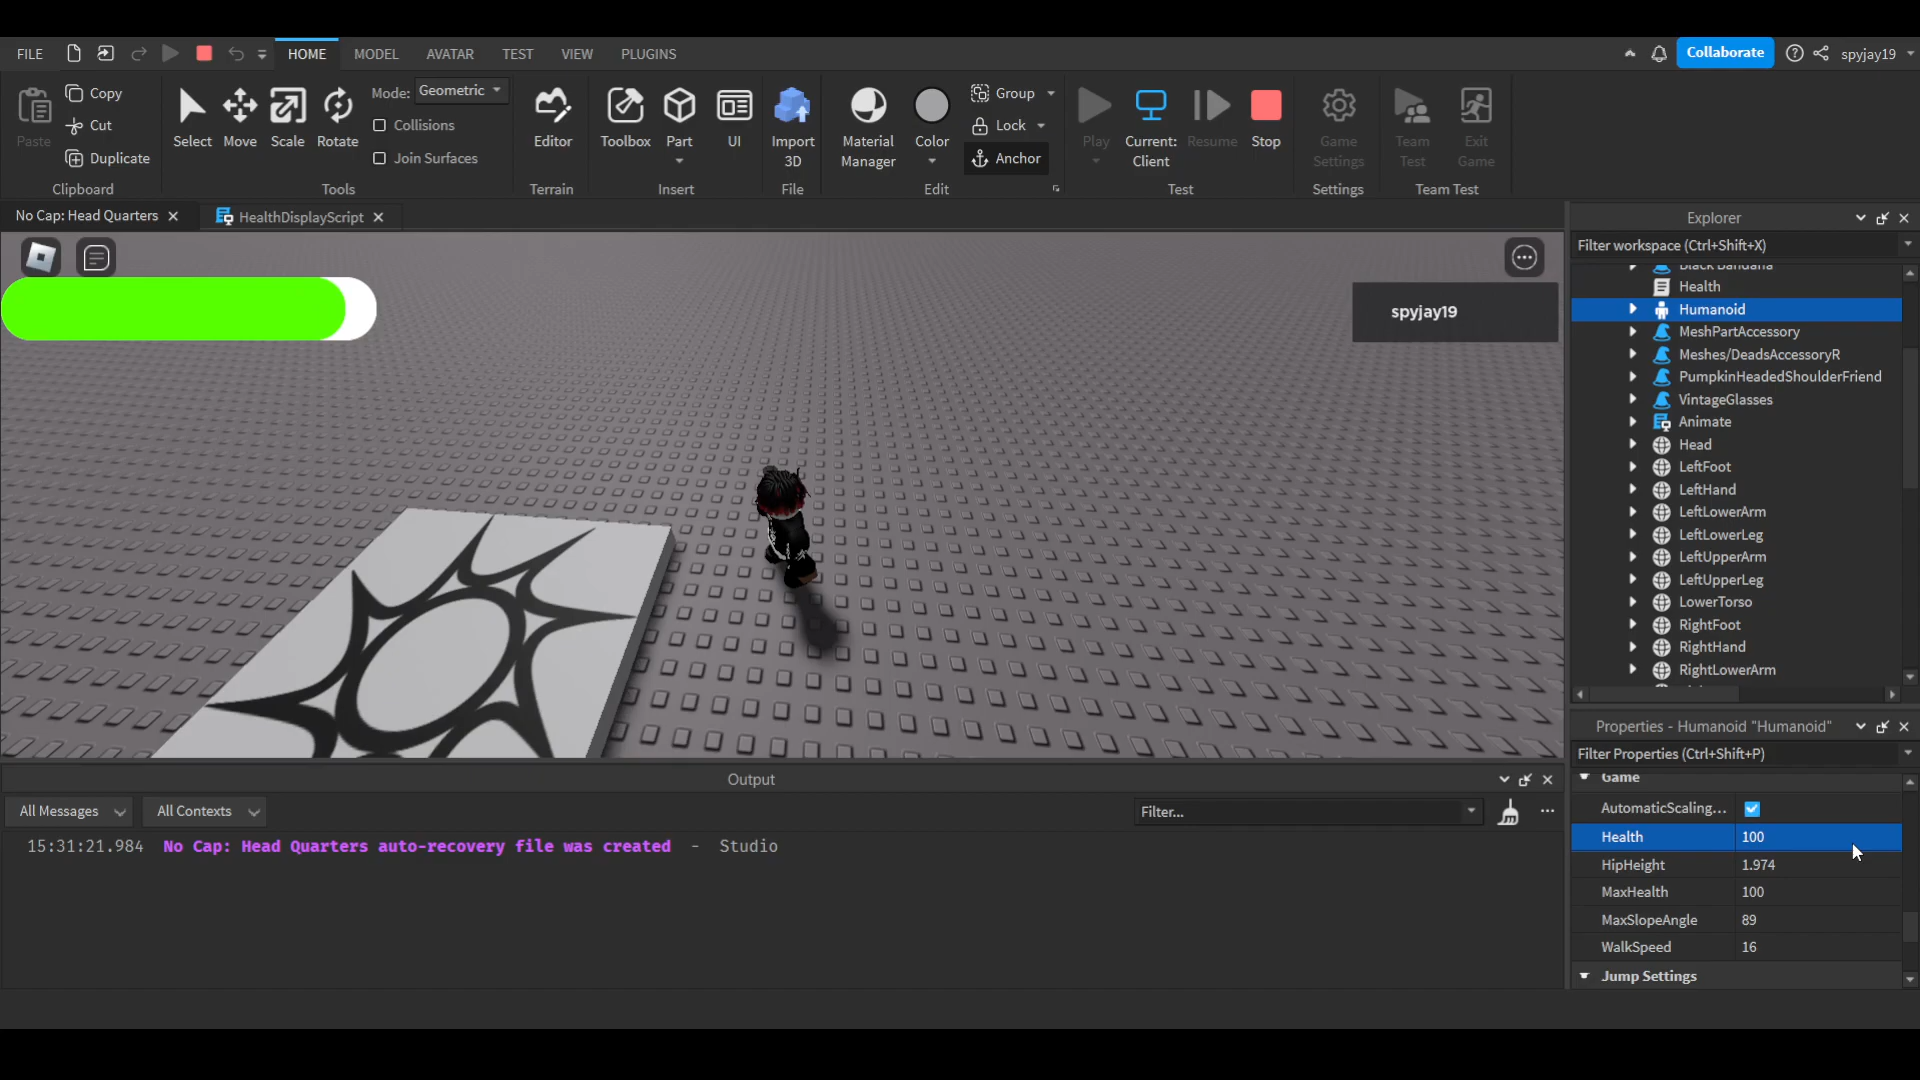 FILE HOME MODEL AVATAR TEST VIEW PLUGINS Collaborate spyjay19
Paste Copy Cut Duplicate Clipboard
Select Move Scale Rotate Mode: Geometric
Collisions
Join Surfaces
Tools
Editor
Terrain
Toolbox Part UI
Insert
Import
3D
File
Material
Manager
Color
Group
Lock
Anchor
Edit
Play
Current:
Client
Resume
Stop
Test
Game
Settings
Settings
Team
Test
Exit
Game
Team Test
No Cap: Head Quarters
HealthDisplayScript
spyjay19
Explorer
Filter workspace (Ctrl+Shift+X)
Black Bandana
Health
Humanoid
MeshPartAccessory
Meshes/DeadsAccessoryR
PumpkinHeadedShoulderFriend
VintageGlasses
Animate
Head
LeftFoot
LeftHand
LeftLowerArm
LeftLowerLeg
LeftUpperArm
LeftUpperLeg
LowerTorso
RightFoot
RightHand
RightLowerArm
Properties - Humanoid "Humanoid"
Filter Properties (Ctrl+Shift+P)
Game
AutomaticScaling...
Health 100
HipHeight 1.974
MaxHealth 100
MaxSlopeAngle 89
WalkSpeed 16
Jump Settings
Output
All Messages All Contexts Filter...
15:31:21.984 No Cap: Head Quarters auto-recovery file was created - Studio